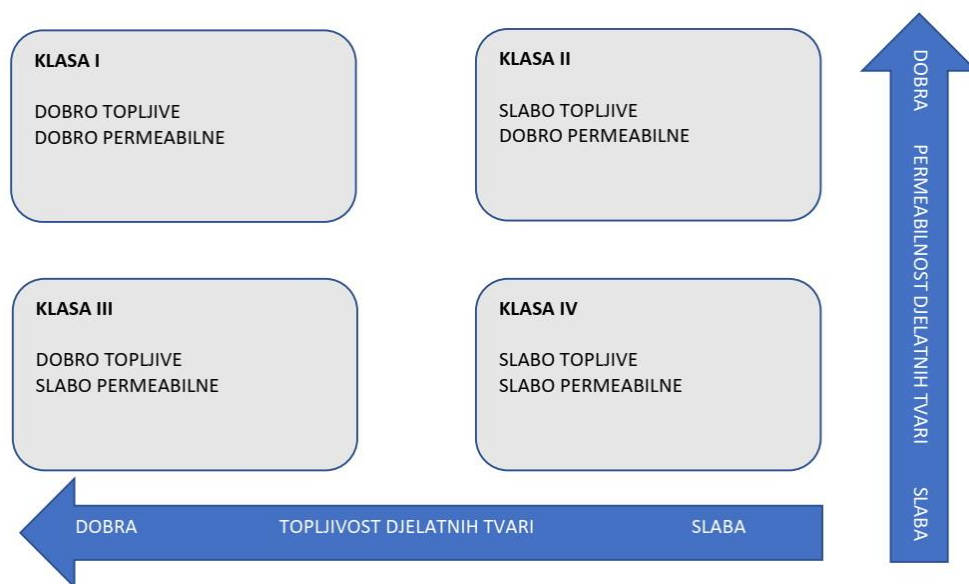 KLASA I
DOBRO TOPLJIVE
DOBRO PERMEABILNE
KLASA II
SLABO TOPLJIVE
DOBRO PERMEABILNE
KLASA III
DOBRO TOPLJIVE
SLABO PERMEABILNE
KLASA IV
SLABO TOPLJIVE
SLABO PERMEABILNE
DOBRA TOPLJIVOST DJELATNIH TVARI SLABA
DOBRA PERMEABILNOST DJELATNIH TVARI SLABA